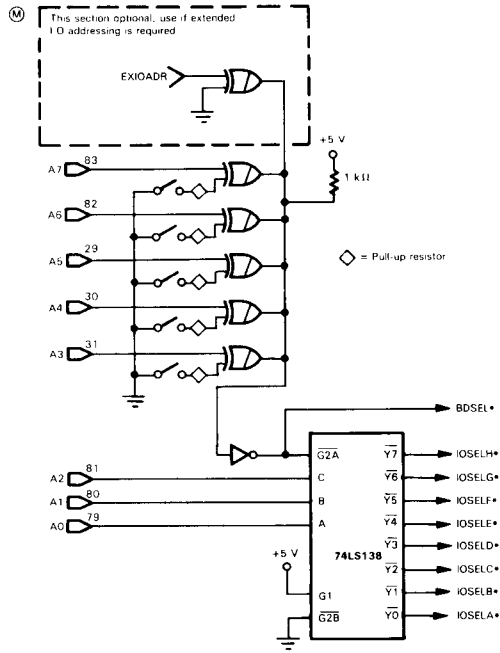 M
This section optional, use if extended
I O addressing is required
EXIOADR
+5 V
1 kΩ
A7 83
A6 82
A5 29
A4 30
A3 31
◇ = Pull-up resistor
BDSEL*
A2 81
A1 80
A0 79
G2A
C
B
A
+5 V
G1
G2B
74LS138
Y7 IOSELH*
Y6 IOSELG*
Y5 IOSELF*
Y4 IOSELE*
Y3 IOSELD*
Y2 IOSELC*
Y1 IOSELB*
Y0 IOSELA*